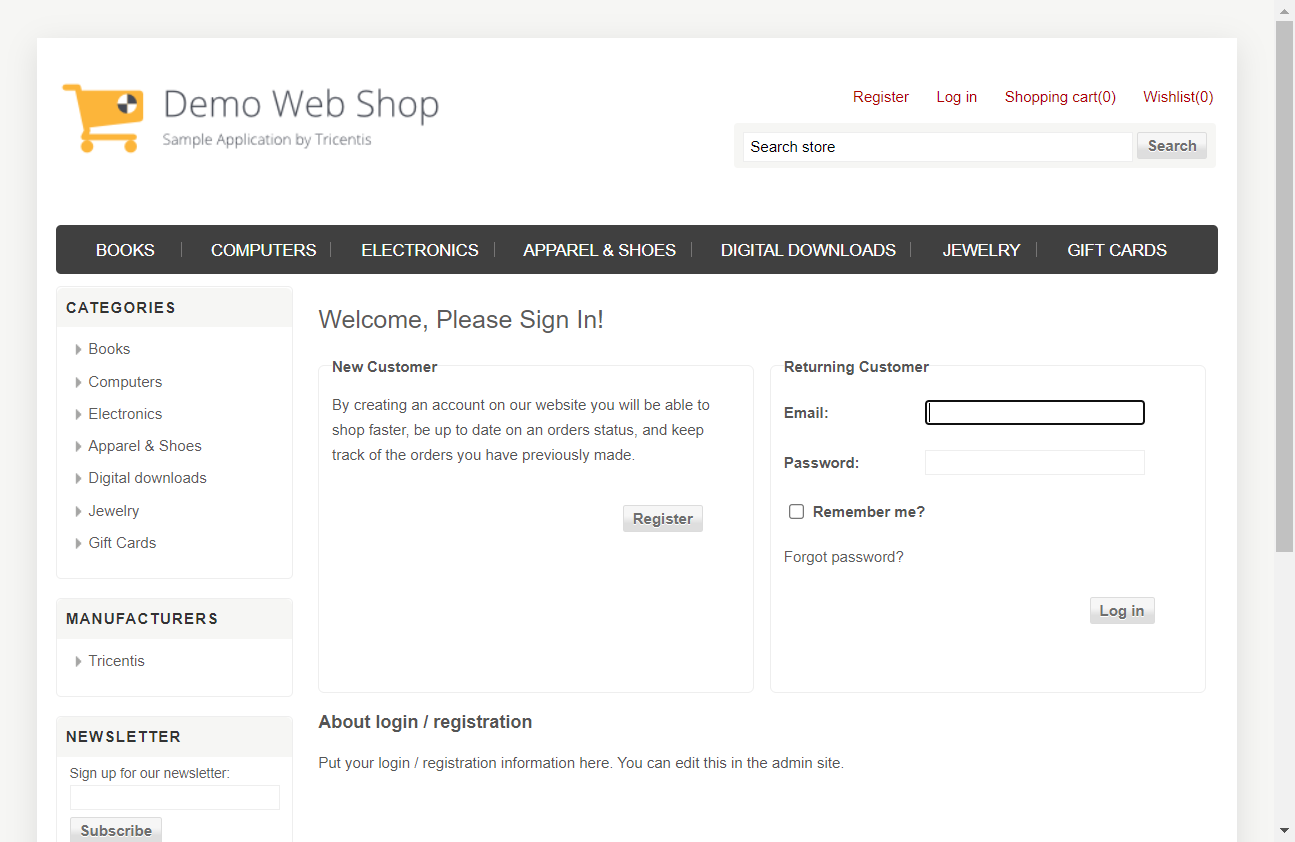 Demo Web Shop
Sample Application by Tricentis
Register Log in Shopping cart(0) Wishlist(0)
Search store Search
BOOKS COMPUTERS ELECTRONICS APPAREL & SHOES DIGITAL DOWNLOADS JEWELRY GIFT CARDS
CATEGORIES
Books
Computers
Electronics
Apparel & Shoes
Digital downloads
Jewelry
Gift Cards
MANUFACTURERS
Tricentis
NEWSLETTER
Sign up for our newsletter:
Subscribe
Welcome, Please Sign In!
New Customer
By creating an account on our website you will be able to
shop faster, be up to date on an orders status, and keep
track of the orders you have previously made.
Register
Returning Customer
Email:
Password:
Remember me?
Forgot password?
Log in
About login / registration
Put your login / registration information here. You can edit this in the admin site.